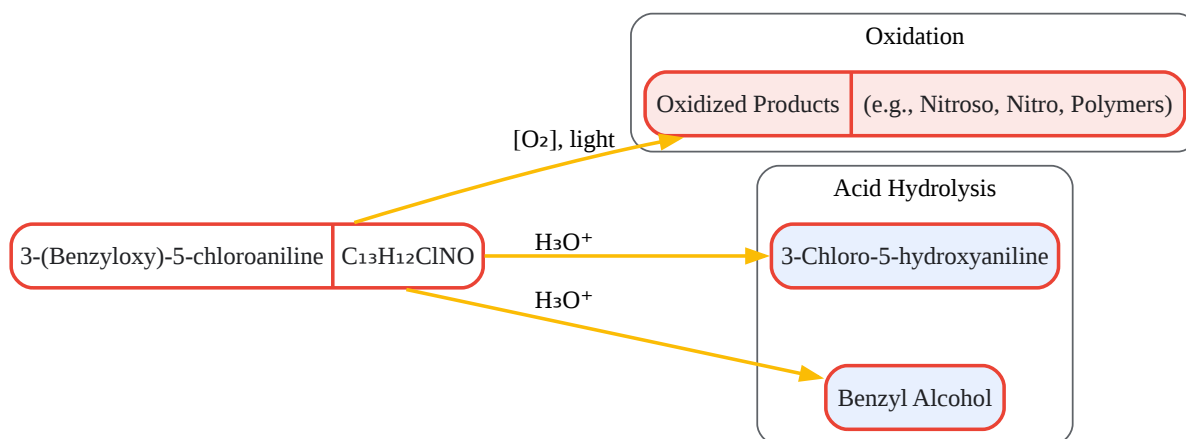 Oxidation
Oxidized Products
(e.g., Nitroso, Nitro, Polymers)
[O₂], light
Acid Hydrolysis
3-(Benzyloxy)-5-chloroaniline
C₁₃H₁₂ClNO
H₃O⁺
3-Chloro-5-hydroxyaniline
H₃O⁺
Benzyl Alcohol